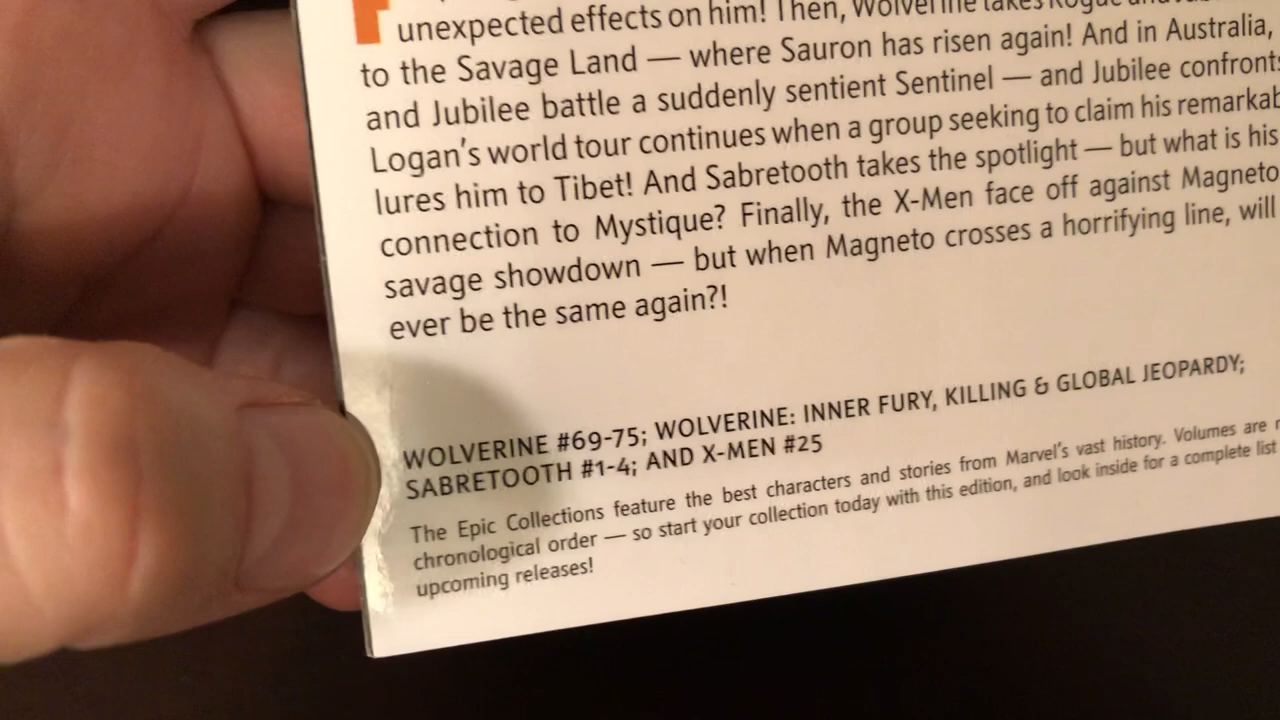 unexpected effects on him! Then, Wolverine takes Rogue
to the Savage Land — where Sauron has risen again! And in Australia,
and Jubilee battle a suddenly sentient Sentinel — and Jubilee confronts
Logan's world tour continues when a group seeking to claim his
lures him to Tibet! And Sabretooth takes the spotlight — but what is his
connection to Mystique? Finally, the X-Men face off against Magneto
savage showdown — but when Magneto crosses a horrifying line, will
ever be the same again?!
WOLVERINE #69-75; WOLVERINE: INNER FURY, KILLING & GLOBAL JEOPARDY;
SABRETOOTH #1-4; AND X-MEN #25
The Epic Collections feature the best characters and stories from Marvel's vast history. Volumes are
chronological order — so start your collection today with this edition, and look inside for a complete list
upcoming releases!